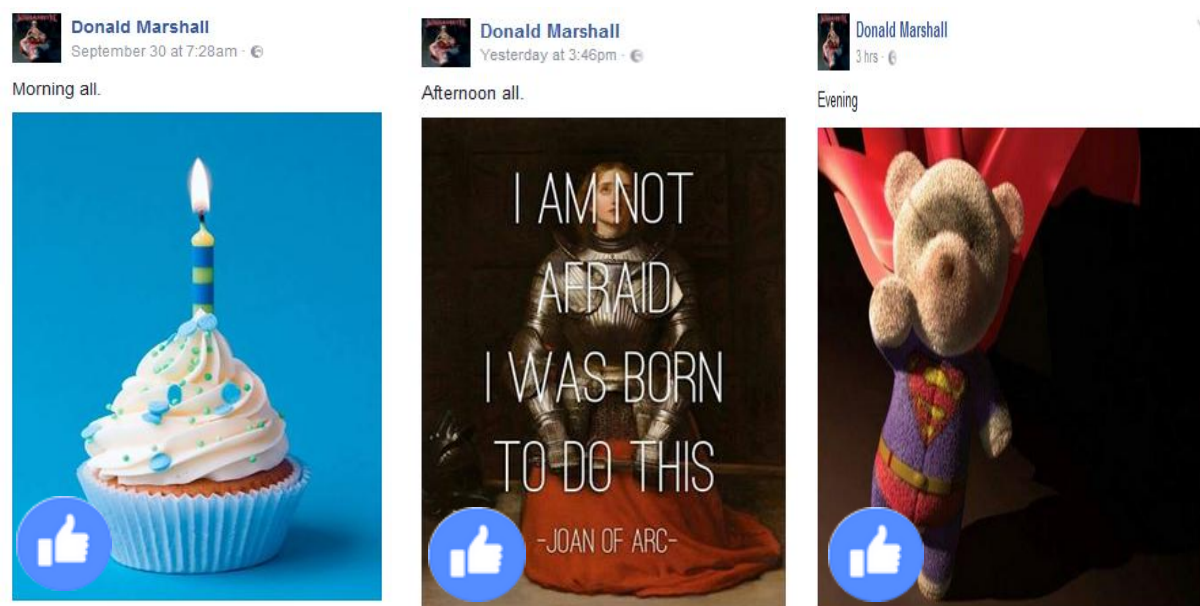 Donald Marshall
September 30 at 7:28am ·
Morning all.
Donald Marshall
Yesterday at 3:46pm ·
Afternoon all.
I AM NOT
AFRAID
I WAS BORN
TO DO THIS
-JOAN OF ARC-
Donald Marshall
3 hrs ·
Evening